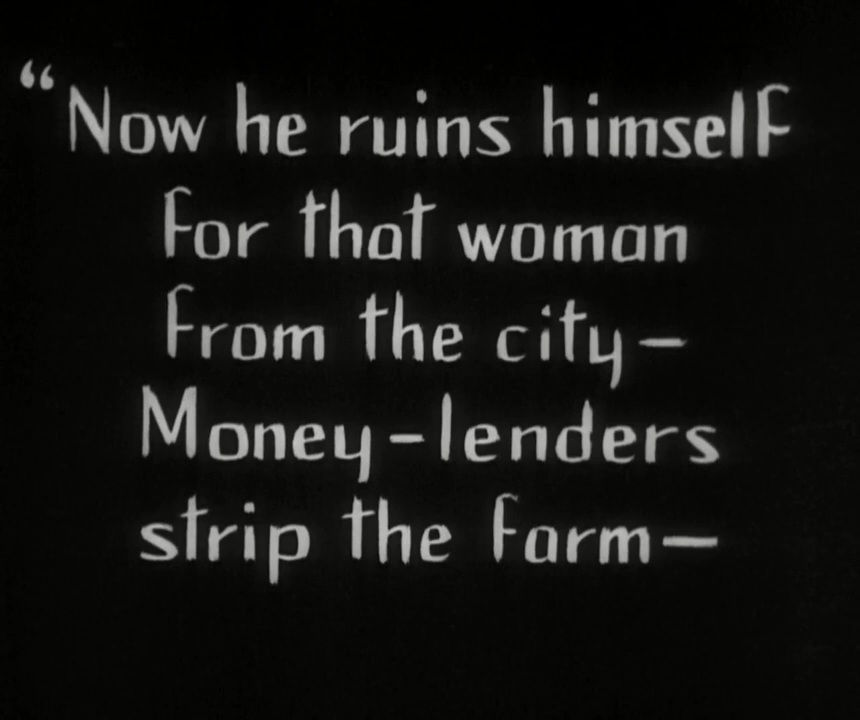 “Now he ruins himself
for that woman
from the city—
Money-lenders
strip the farm—